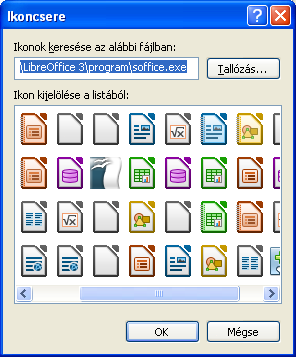 Ikoncsere
Ikonok keresése az alábbi fájlban:
\LibreOffice 3\program\soffice.exe
Tallózás...
Ikon kijelölése a listából:
OK
Mégse